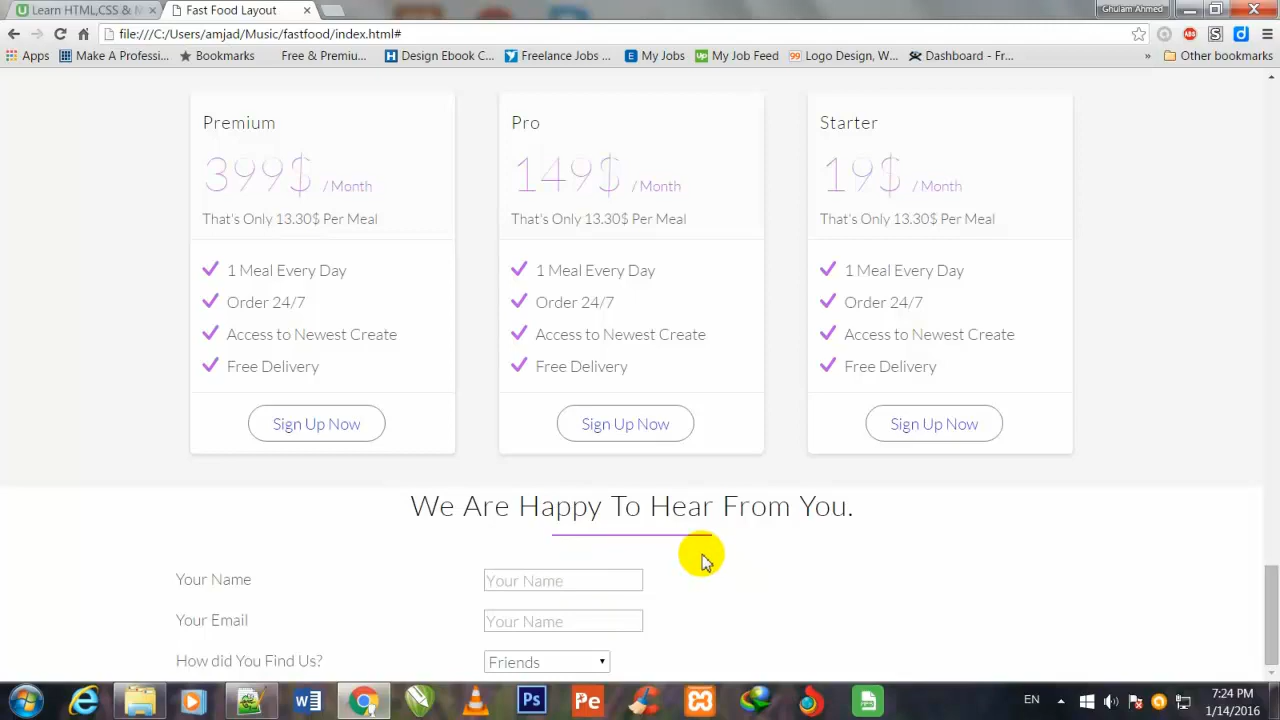 Learn HTML,CSS & M
Fast Food Layout
Ghulam Ahmed
file:///C:/Users/amjad/Music/fastfood/index.html#
Apps
Make A Professi...
Bookmarks
Free & Premiu...
Design Ebook C...
Freelance Jobs ...
My Jobs
My Job Feed
Logo Design, W...
Dashboard - Fr...
»
Other bookmarks
Premium
399$ / Month
That's Only 13.30$ Per Meal
1 Meal Every Day
Order 24/7
Access to Newest Create
Free Delivery
Sign Up Now
Pro
149$ / Month
That's Only 13.30$ Per Meal
1 Meal Every Day
Order 24/7
Access to Newest Create
Free Delivery
Sign Up Now
Starter
19$ / Month
That's Only 13.30$ Per Meal
1 Meal Every Day
Order 24/7
Access to Newest Create
Free Delivery
Sign Up Now
We Are Happy To Hear From You.
Your Name
Your Name
Your Email
Your Name
How did You Find Us?
Friends
EN
7:24 PM
1/14/2016